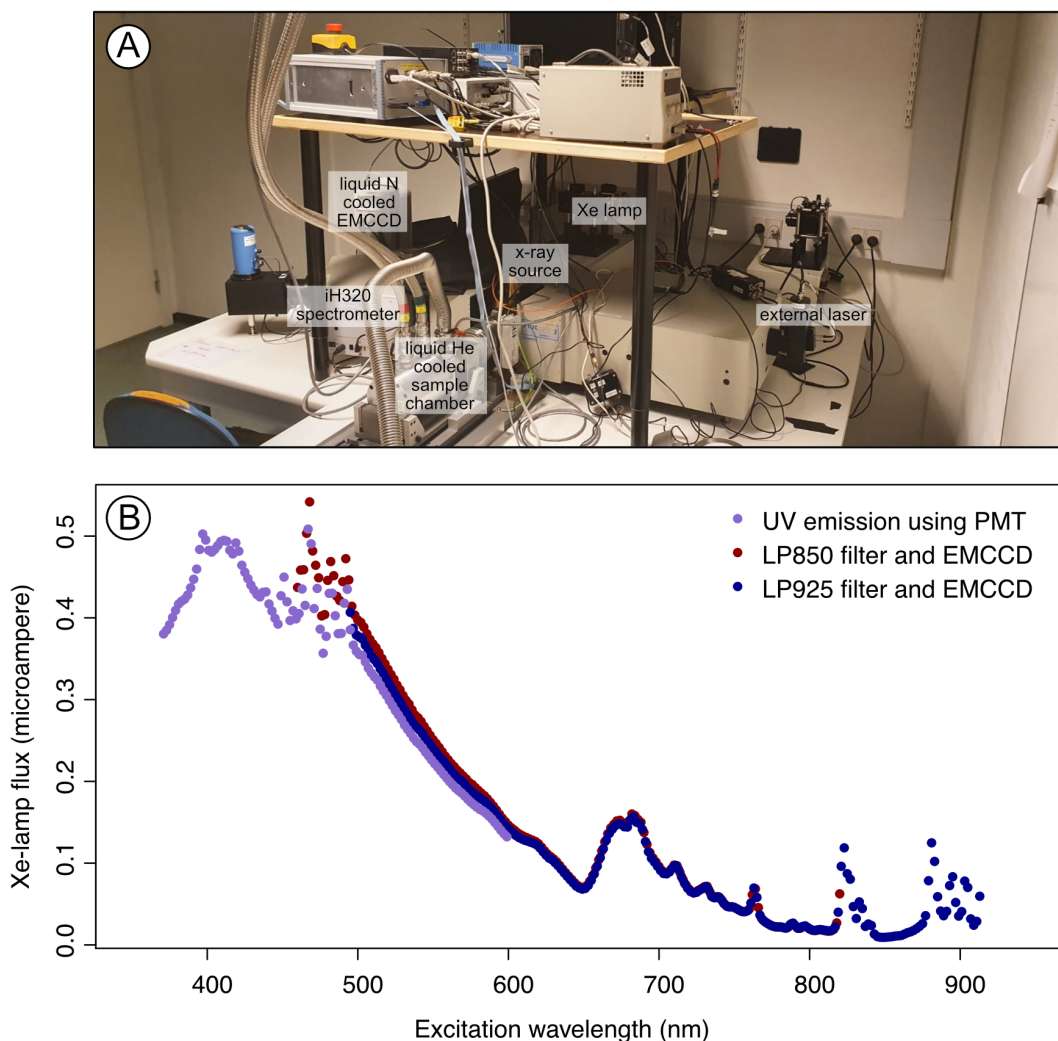 A
liquid N
cooled
EMCCD
Xe lamp
x-ray
source
iH320
spectrometer
external laser
liquid He
cooled
sample
chamber
B
UV emission using PMT
LP850 filter and EMCCD
LP925 filter and EMCCD
Xe-lamp flux (microampere)
0.5
0.4
0.3
0.2
0.1
0.0
400 500 600 700 800 900
Excitation wavelength (nm)